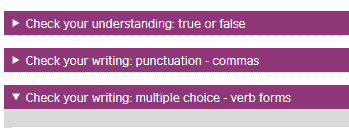 Check your understanding: true or false
Check your writing: punctuation - commas
Check your writing: multiple choice - verb forms